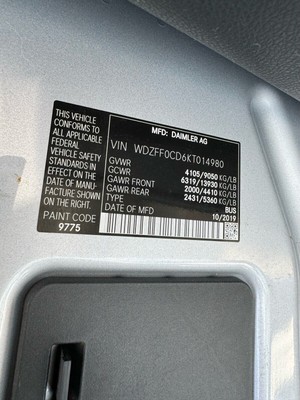 MFD. DAIMLER AG
VIN WDZFF0CD6KT014980
THIS VEHICLE
CONFORMS TO
ALL APPLICABLE
FEDERAL
VEHICLE SAFETY
STANDARDS IN
EFFECT ON THE
DATE OF MANU-
FACTURE SHOWN
ON THE RIGHT.
PAINT CODE
9775
GVWR 4105/9050 KG/LB
GCWR 6319/13930 KG/LB
GAWR FRONT 2000/4410 KG/LB
GAWR REAR 2431/5360 KG/LB
TYPE BUS
DATE OF MFD 10/2019